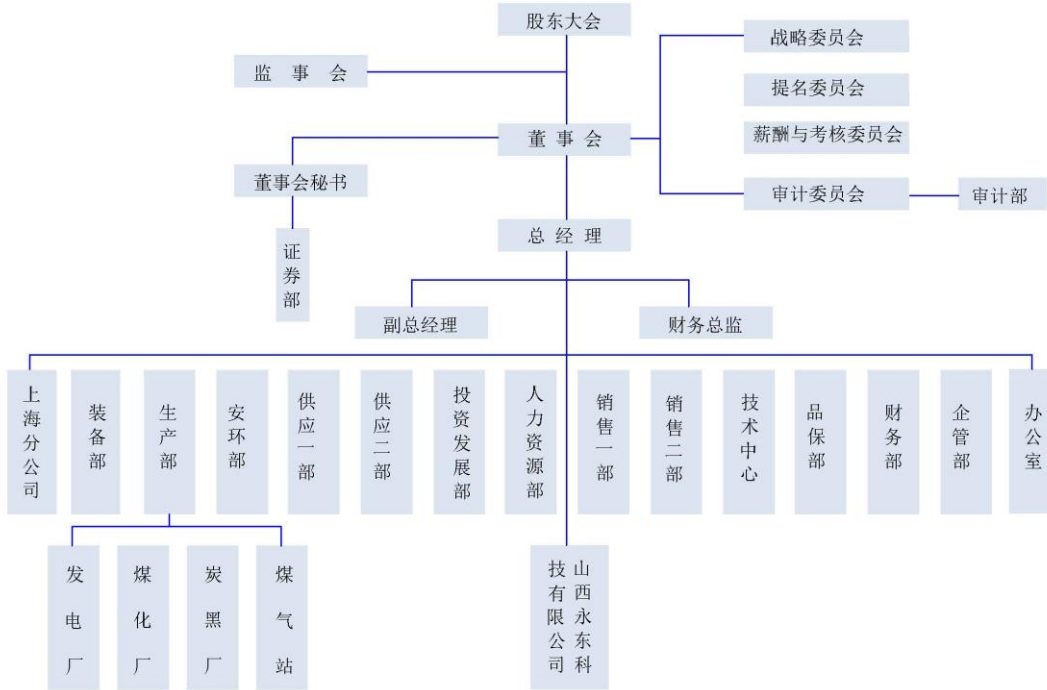 股东大会
战略委员会
监事会
提名委员会
薪酬与考核委员会
董事会
董事会秘书
审计委员会
审计部
总经理
证券部
副总经理
财务总监
上海分公司
装备部
生产部
安环部
供应一部
供应二部
投资发展部
人力资源部
销售一部
销售二部
技术中心
品保部
财务部
企管部
办公室
发电厂
煤化厂
炭黑厂
煤气站
山西永东科
技有限公司